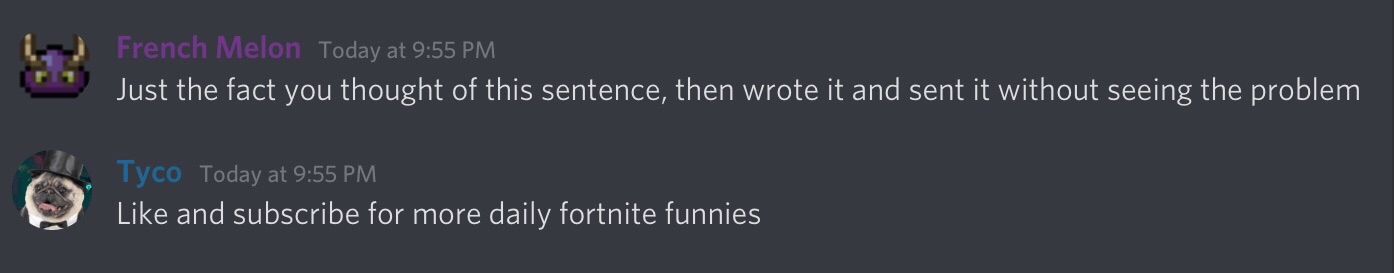 French Melon Today at 9:55 PM
Just the fact you thought of this sentence, then wrote it and sent it without seeing the problem
Tyco Today at 9:55 PM
Like and subscribe for more daily fortnite funnies